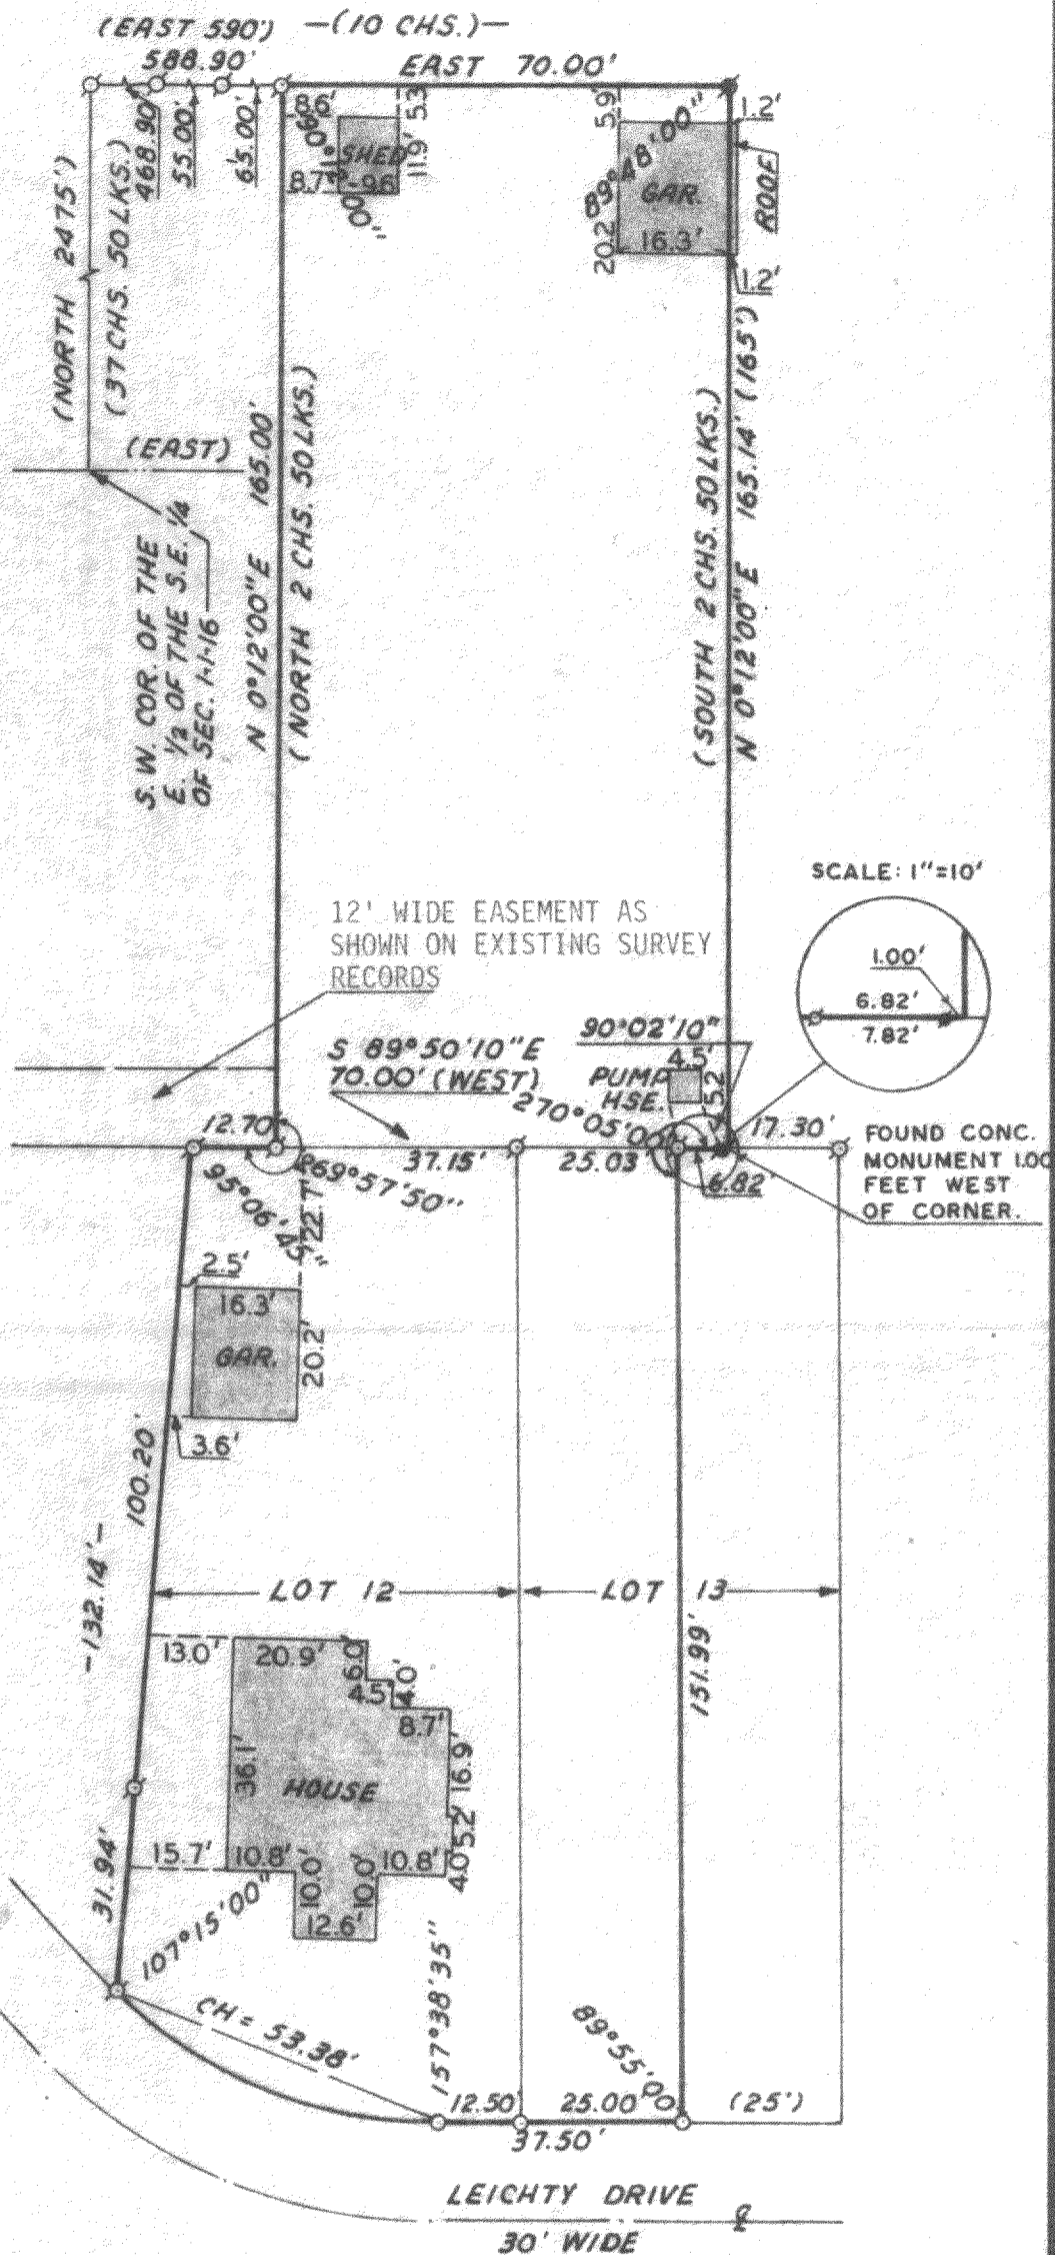 (EAST 590') —(10 CHS.)—
588.90'
EAST 70.00'
468.90'
55.00'
65.00'
(NORTH 2475')
(37 CHS. 50 LKS.)
8.6'
5.3'
SHED
11.9'
8.7'
9.6
5.9'
89°48'00"
GAR.
20.2'
16.3'
1.2'
ROOF
1.2'
(EAST)
S. W. COR. OF THE
E. 1/2 OF THE S.E. 1/4
OF SEC. 1-1-16
N 0°12'00"E 165.00'
(NORTH 2 CHS. 50 LKS.)
(SOUTH 2 CHS. 50 LKS.)
N 0°12'00"E 165.14' (165')
SCALE: 1"=10'
1.00'
6.82'
7.82'
12' WIDE EASEMENT AS
SHOWN ON EXISTING SURVEY
RECORDS
S 89°50'10"E
70.00' (WEST)
90°02'10"
4.5'
PUMP
HSE.
5.2'
270°05'00"
12.70'
37.15'
25.03'
6.82'
17.30'
FOUND CONC.
MONUMENT 1.00
FEET WEST
OF CORNER.
95°06'45"
269°57'50"
22.7'
2.5'
16.3'
GAR.
20.2'
3.6'
100.20'
—132.14'—
LOT 12
LOT 13
151.99'
13.0'
20.9'
6.0'
4.5'
4.0'
8.7'
36.1'
HOUSE
16.9'
5.2'
4.0
15.7'
10.8'
10.0'
10.0'
10.8'
12.6'
31.94'
107°15'00"
CH = 53.38'
157°38'35"
89°55'00"
12.50'
25.00'
(25')
37.50'
LEICHTY DRIVE
30' WIDE